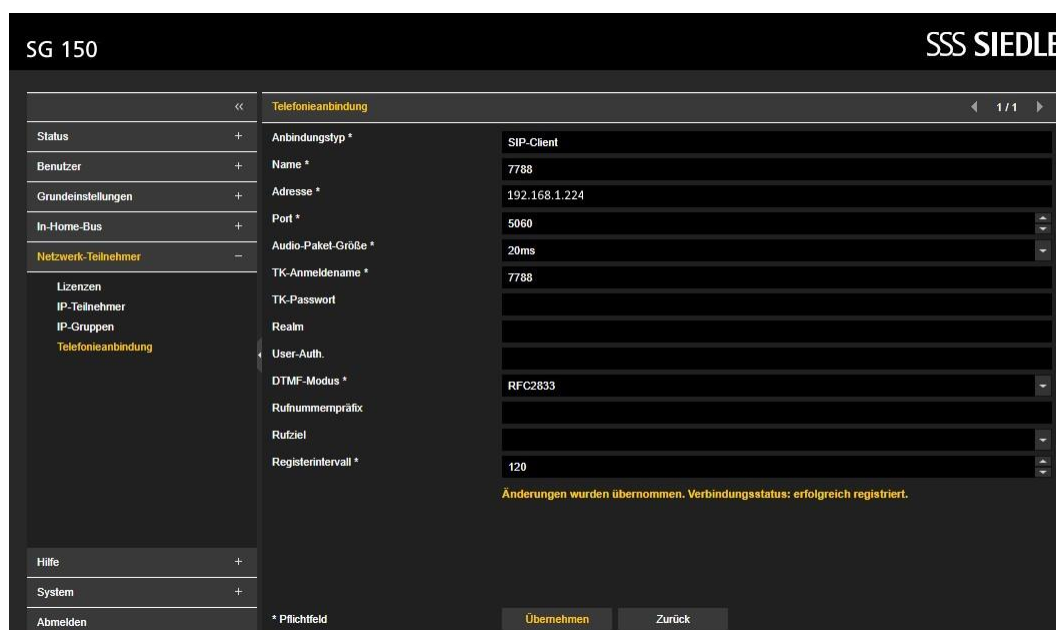 SG 150
SSS SIEDLE
«
Status +
Benutzer +
Grundeinstellungen +
In-Home-Bus +
Netzwerk-Teilnehmer –
Lizenzen
IP-Teilnehmer
IP-Gruppen
Telefonieanbindung
Hilfe +
System +
Abmelden
Telefonieanbindung 1/1
Anbindungstyp * SIP-Client
Name * 7788
Adresse * 192.168.1.224
Port * 5060
Audio-Paket-Größe * 20ms
TK-Anmeldename * 7788
TK-Passwort
Realm
User-Auth.
DTMF-Modus * RFC2833
Rufnummernpräfix
Rufziel
Registerintervall * 120
Änderungen wurden übernommen. Verbindungsstatus: erfolgreich registriert.
* Pflichtfeld Übernehmen Zurück